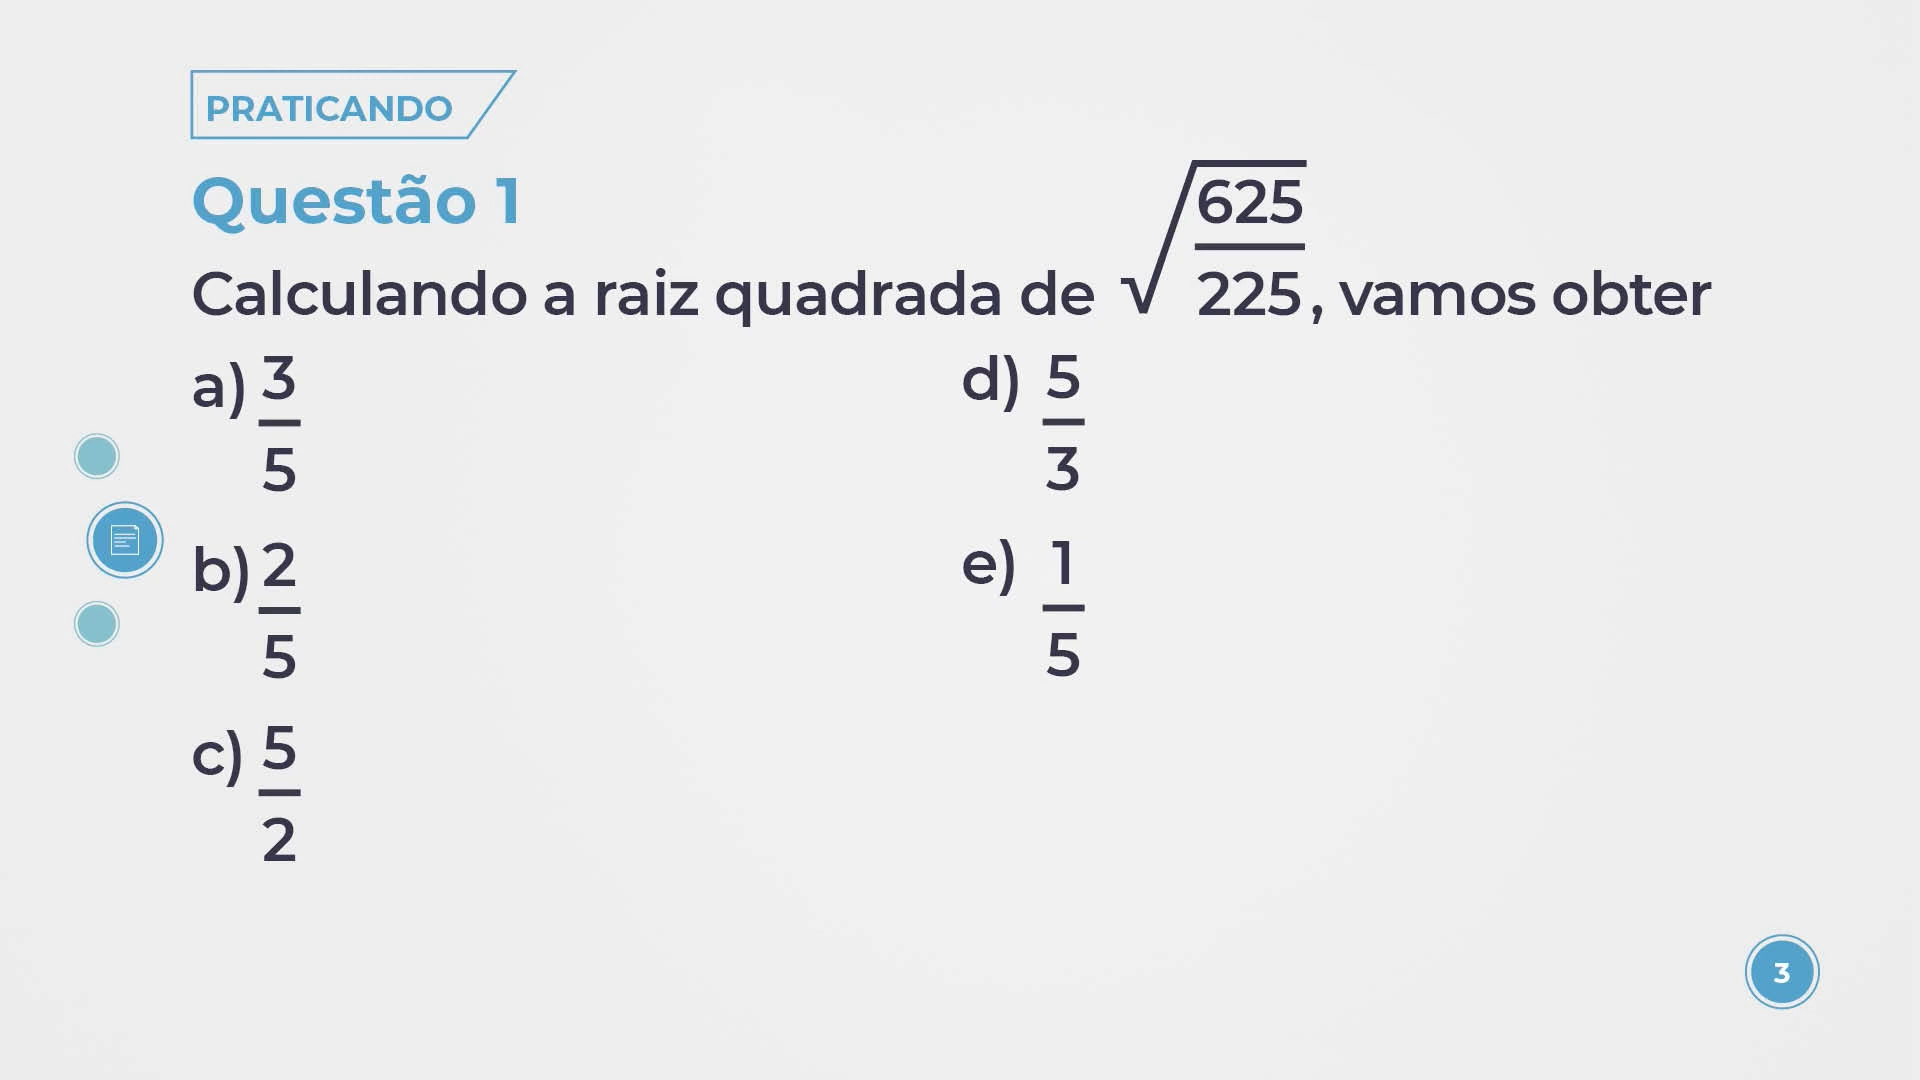 PRATICANDO
Questão 1
Calculando a raiz quadrada de √(625/225), vamos obter
a) 3/5
b) 2/5
c) 5/2
d) 5/3
e) 1/5
3